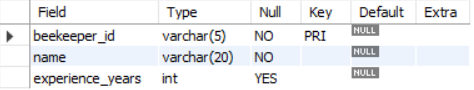 Field Type Null Key Default Extra
beekeeper_id varchar(5) NO PRI NULL
name varchar(20) NO NULL
experience_years int YES NULL